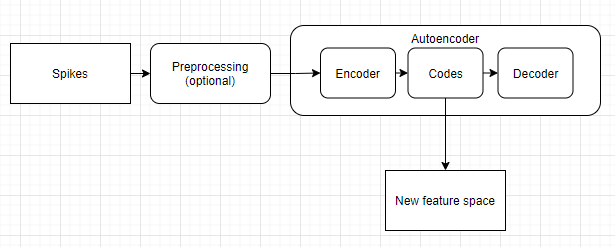 Autoencoder
Spikes
Preprocessing
(optional)
Encoder
Codes
Decoder
New feature space